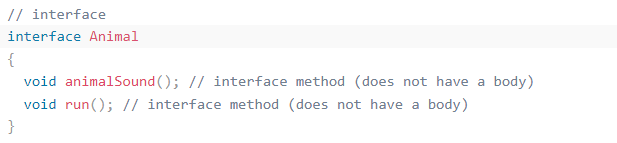 // interface
interface Animal
{
  void animalSound(); // interface method (does not have a body)
  void run(); // interface method (does not have a body)
}